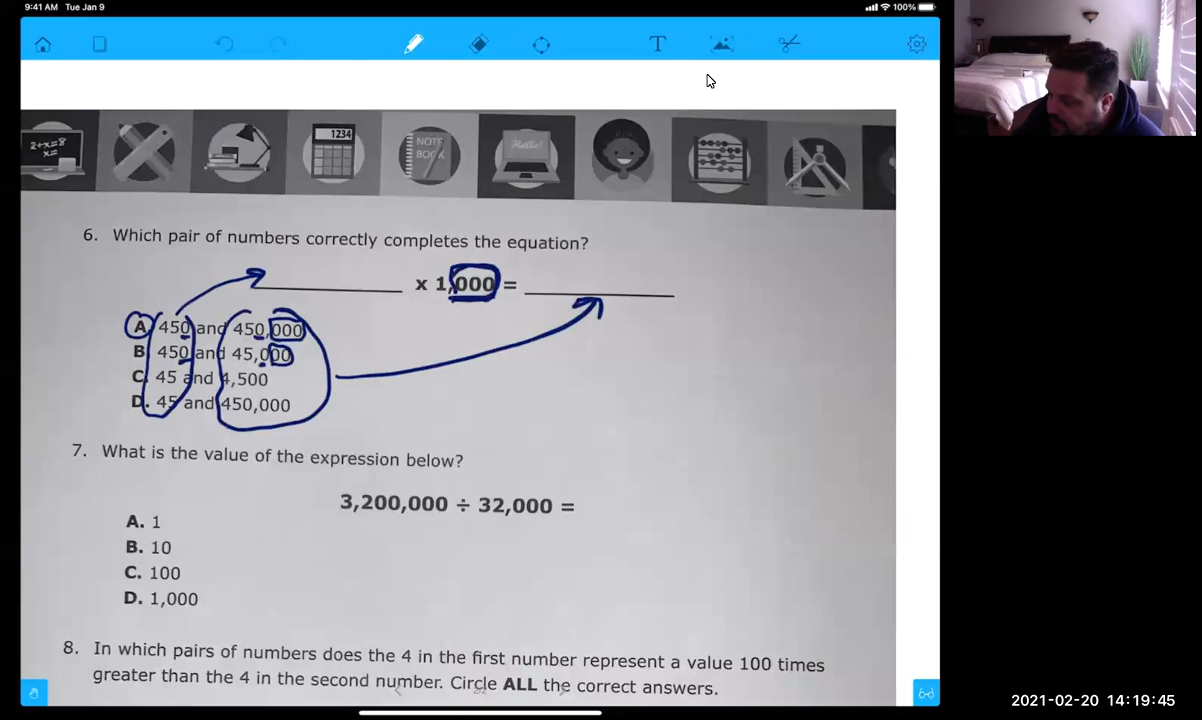 9:41 AM Tue Jan 9
100%
T
2+x=8
x=
1234
NOTE
BOOK
Hello!
6. Which pair of numbers correctly completes the equation?
____________ x 1,000 = ____________
A. 450 and 450,000
B. 450 and 45,000
C. 45 and 4,500
D. 45 and 450,000
7. What is the value of the expression below?
3,200,000 ÷ 32,000 =
A. 1
B. 10
C. 100
D. 1,000
8. In which pairs of numbers does the 4 in the first number represent a value 100 times
greater than the 4 in the second number. Circle ALL the correct answers.
2021-02-20 14:19:45